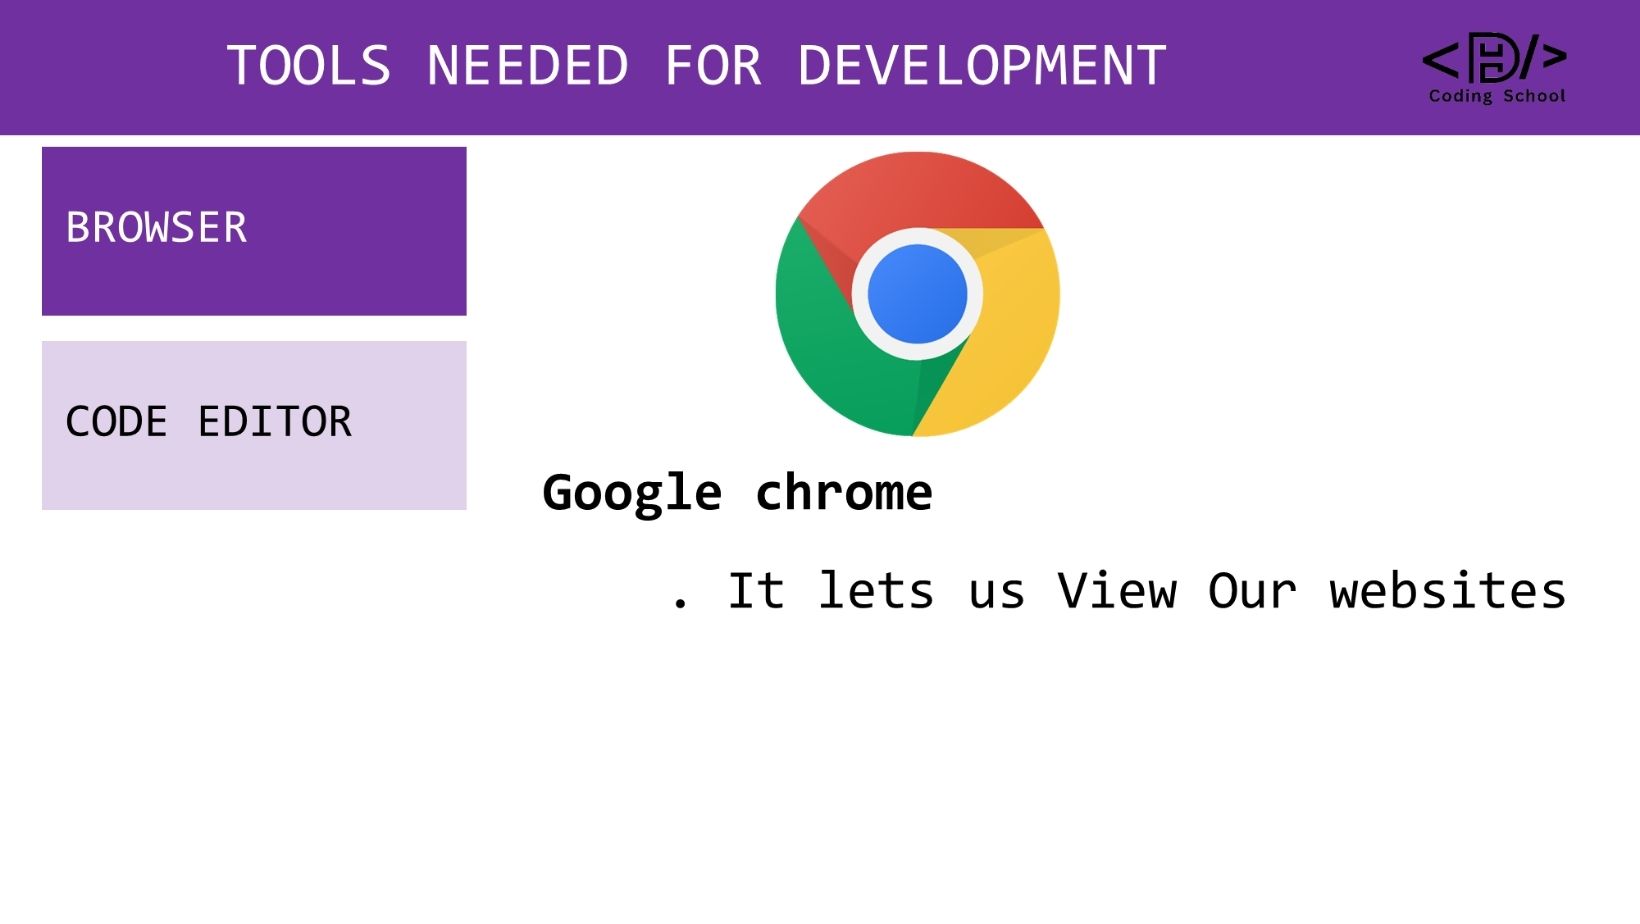 TOOLS NEEDED FOR DEVELOPMENT
Coding School
BROWSER
CODE EDITOR
Google chrome
. It lets us View Our websites